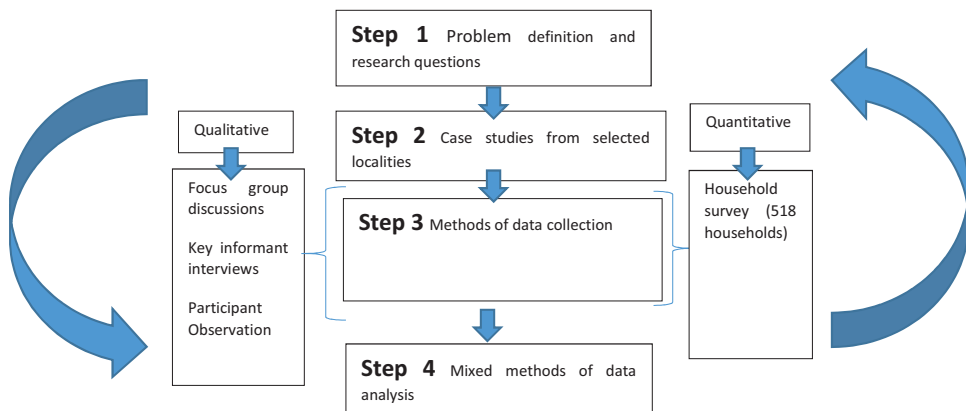 Step 1 Problem definition and
research questions
Qualitative
Step 2 Case studies from selected
localities
Quantitative
Focus group
discussions
Key informant
interviews
Participant
Observation
Step 3 Methods of data collection
Household
survey (518
households)
Step 4 Mixed methods of data
analysis